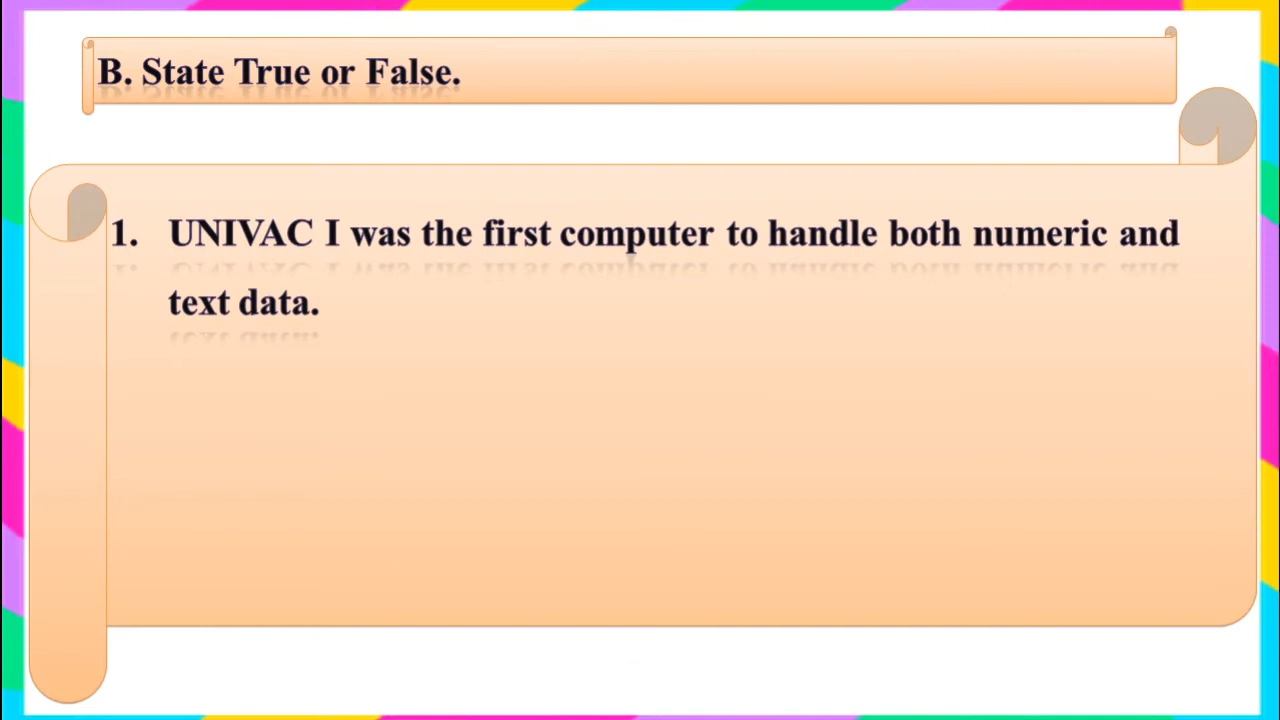 B. State True or False.
1. UNIVAC I was the first computer to handle both numeric and
text data.